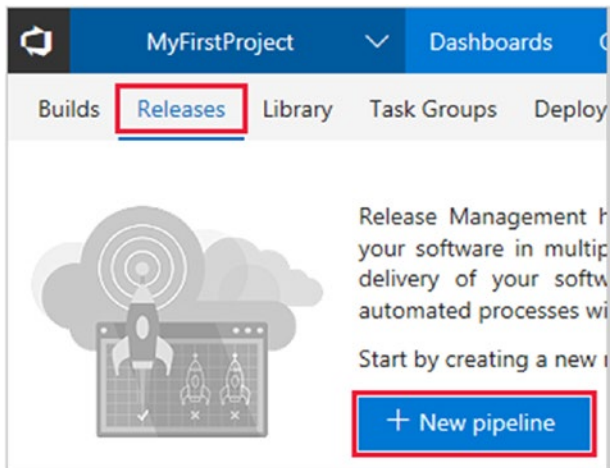 MyFirstProject Dashboards
Builds Releases Library Task Groups Deploy
Release Management h
your software in multip
delivery of your softw
automated processes wi
Start by creating a new
+ New pipeline